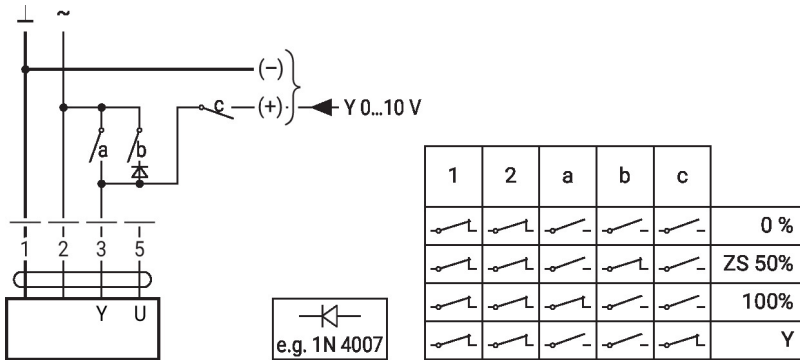 ⊥ ~
(–)
c (+) Y 0...10 V
a b
1 2 3 5
Y U
e.g. 1N 4007
1 2 a b c
0 %
ZS 50%
100%
Y